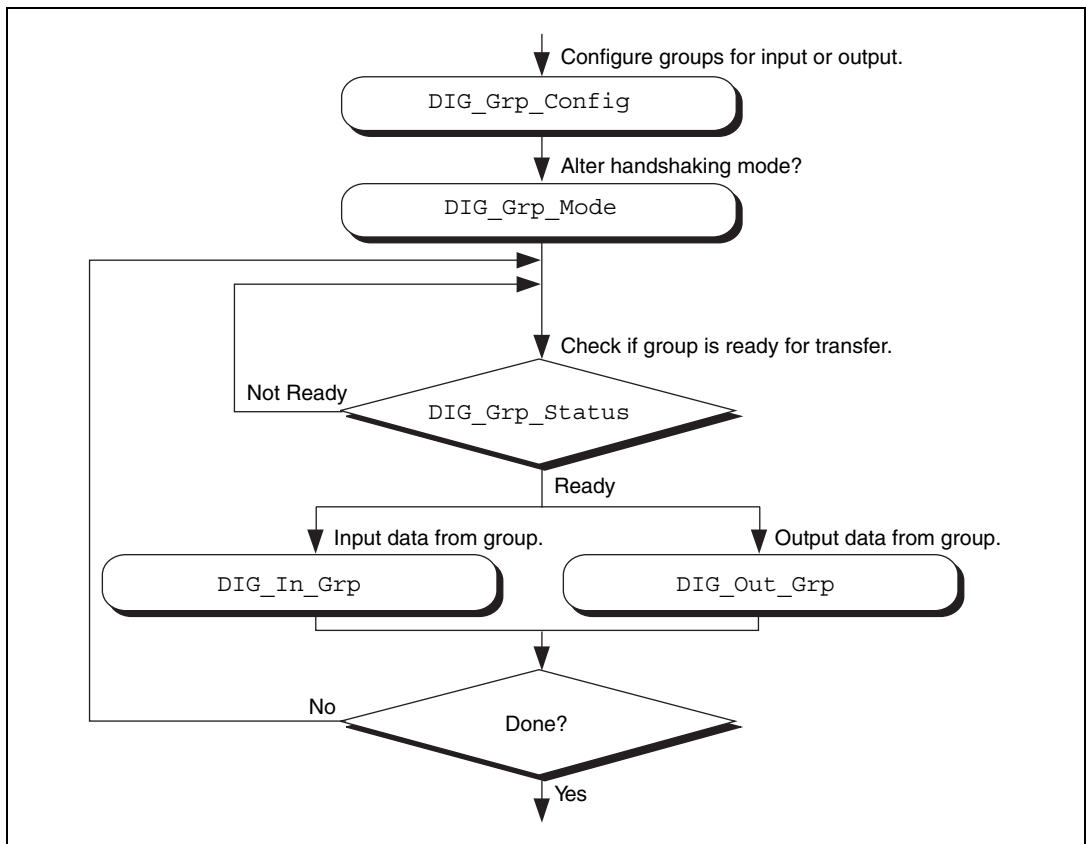 Configure groups for input or output.
DIG_Grp_Config
Alter handshaking mode?
DIG_Grp_Mode
Check if group is ready for transfer.
Not Ready
DIG_Grp_Status
Ready
Input data from group.
Output data from group.
DIG_In_Grp
DIG_Out_Grp
No
Done?
Yes